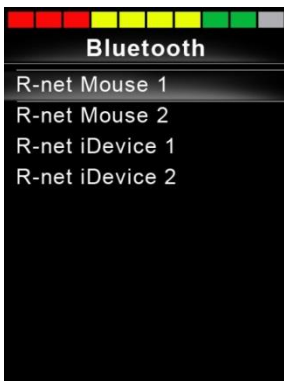 Bluetooth
R-net Mouse 1
R-net Mouse 2
R-net iDevice 1
R-net iDevice 2